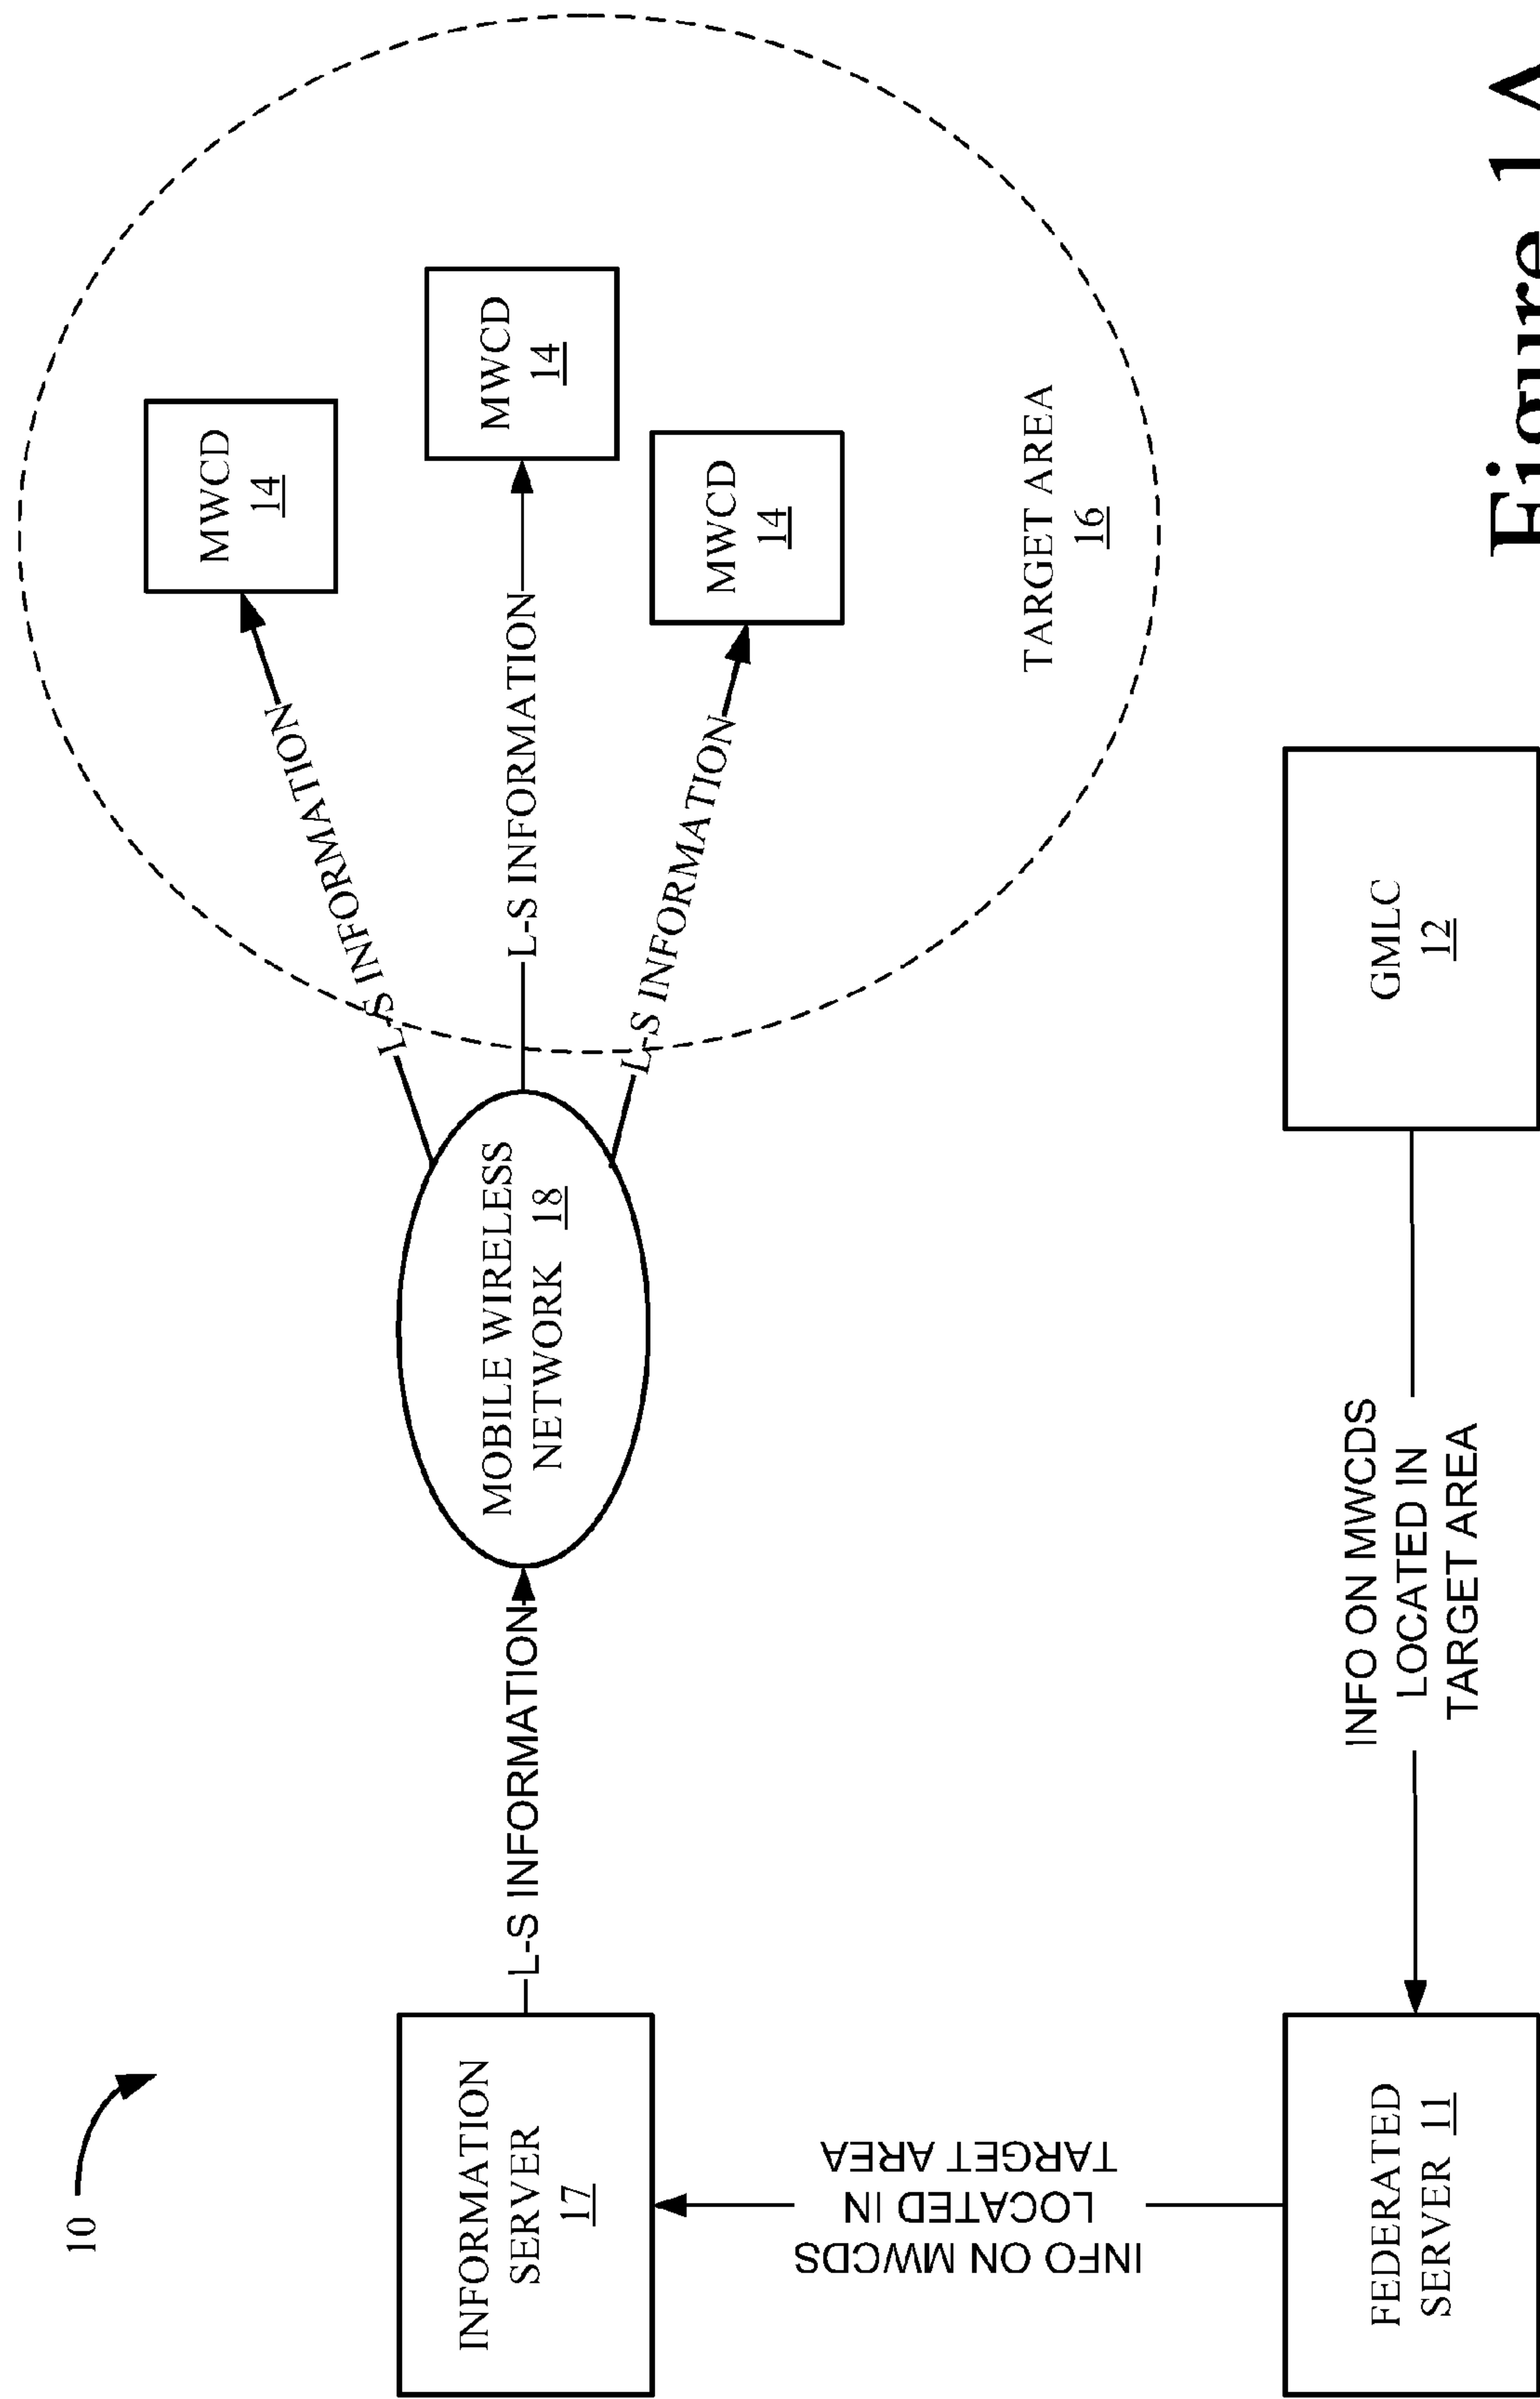 10
INFORMATION
SERVER
17
L-S INFORMATION
MOBILE WIRELESS
NETWORK 18
L-S INFORMATION
L-S INFORMATION
L-S INFORMATION
MWCD
14
MWCD
14
MWCD
14
TARGET AREA
16
INFO ON MWCDS
LOCATED IN
TARGET AREA
FEDERATED
SERVER 11
INFO ON MWCDS
LOCATED IN
TARGET AREA
GMLC
12
Figure 1A